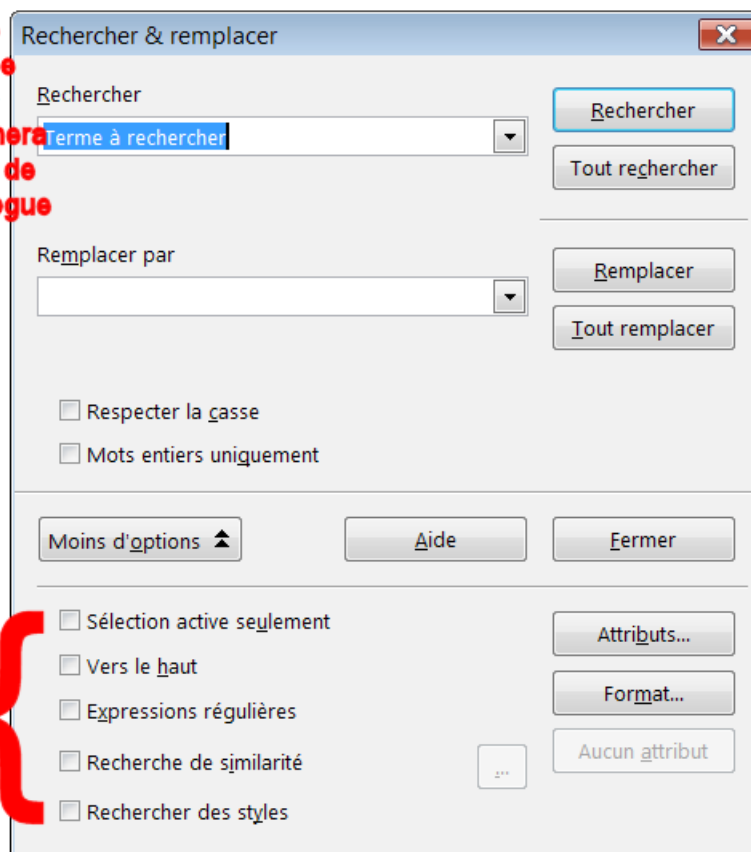 Rechercher & remplacer
Rechercher
Terme à rechercher
de
Rechercher
Tout rechercher
Remplacer par
Remplacer
Tout remplacer
Respecter la casse
Mots entiers uniquement
Moins d'options
Aide
Fermer
Sélection active seulement
Attributs...
Vers le haut
Format...
Expressions régulières
Recherche de similarité
...
Aucun attribut
Rechercher des styles